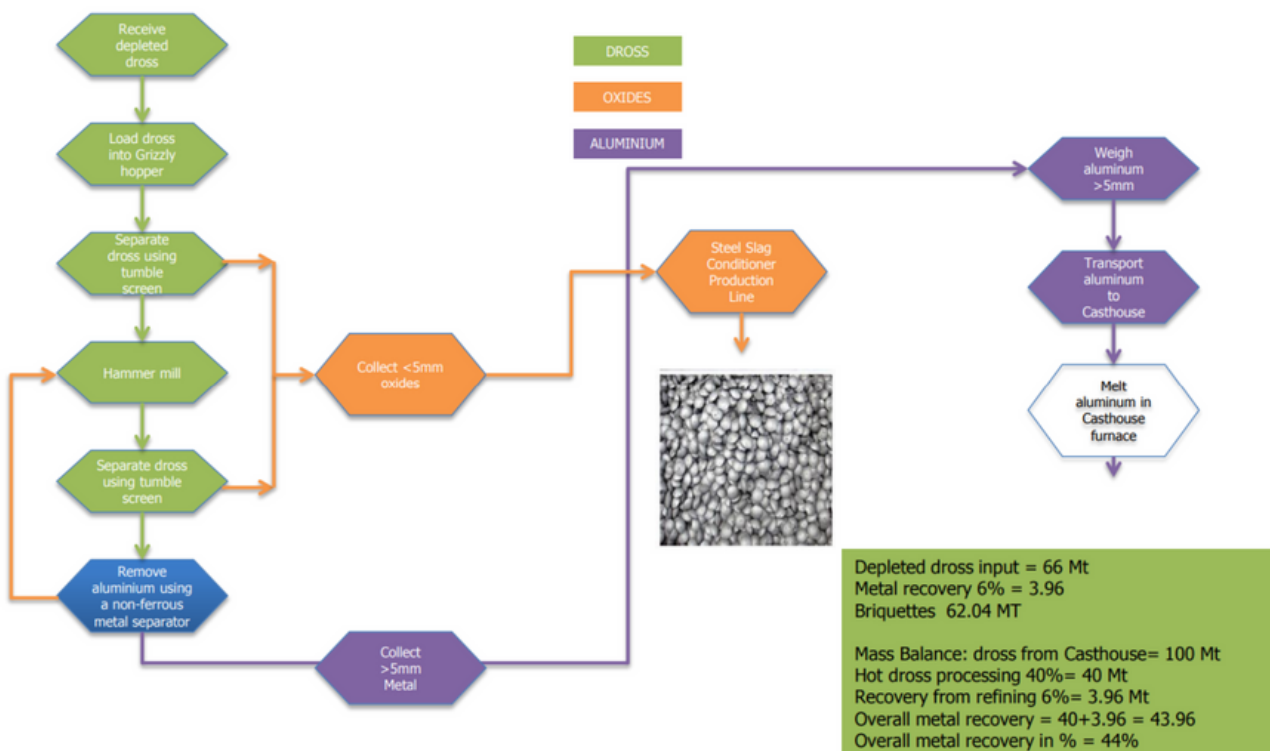 Receive
depleted
dross
Load dross
into Grizzly
hopper
Separate
dross using
tumble
screen
Hammer mill
Separate dross
using tumble
screen
Remove
aluminium using
a non-ferrous
metal separator
Collect <5mm
oxides
Collect
>5mm
Metal
DROSS
OXIDES
ALUMINIUM
Steel Slag
Conditioner
Production
Line
Weigh
aluminum
>5mm
Transport
aluminum
to
Casthouse
Melt
aluminum in
Casthouse
furnace
Depleted dross input = 66 Mt
Metal recovery 6% = 3.96
Briquettes 62.04 MT
Mass Balance: dross from Casthouse= 100 Mt
Hot dross processing 40%= 40 Mt
Recovery from refining 6%= 3.96 Mt
Overall metal recovery = 40+3.96 = 43.96
Overall metal recovery in % = 44%